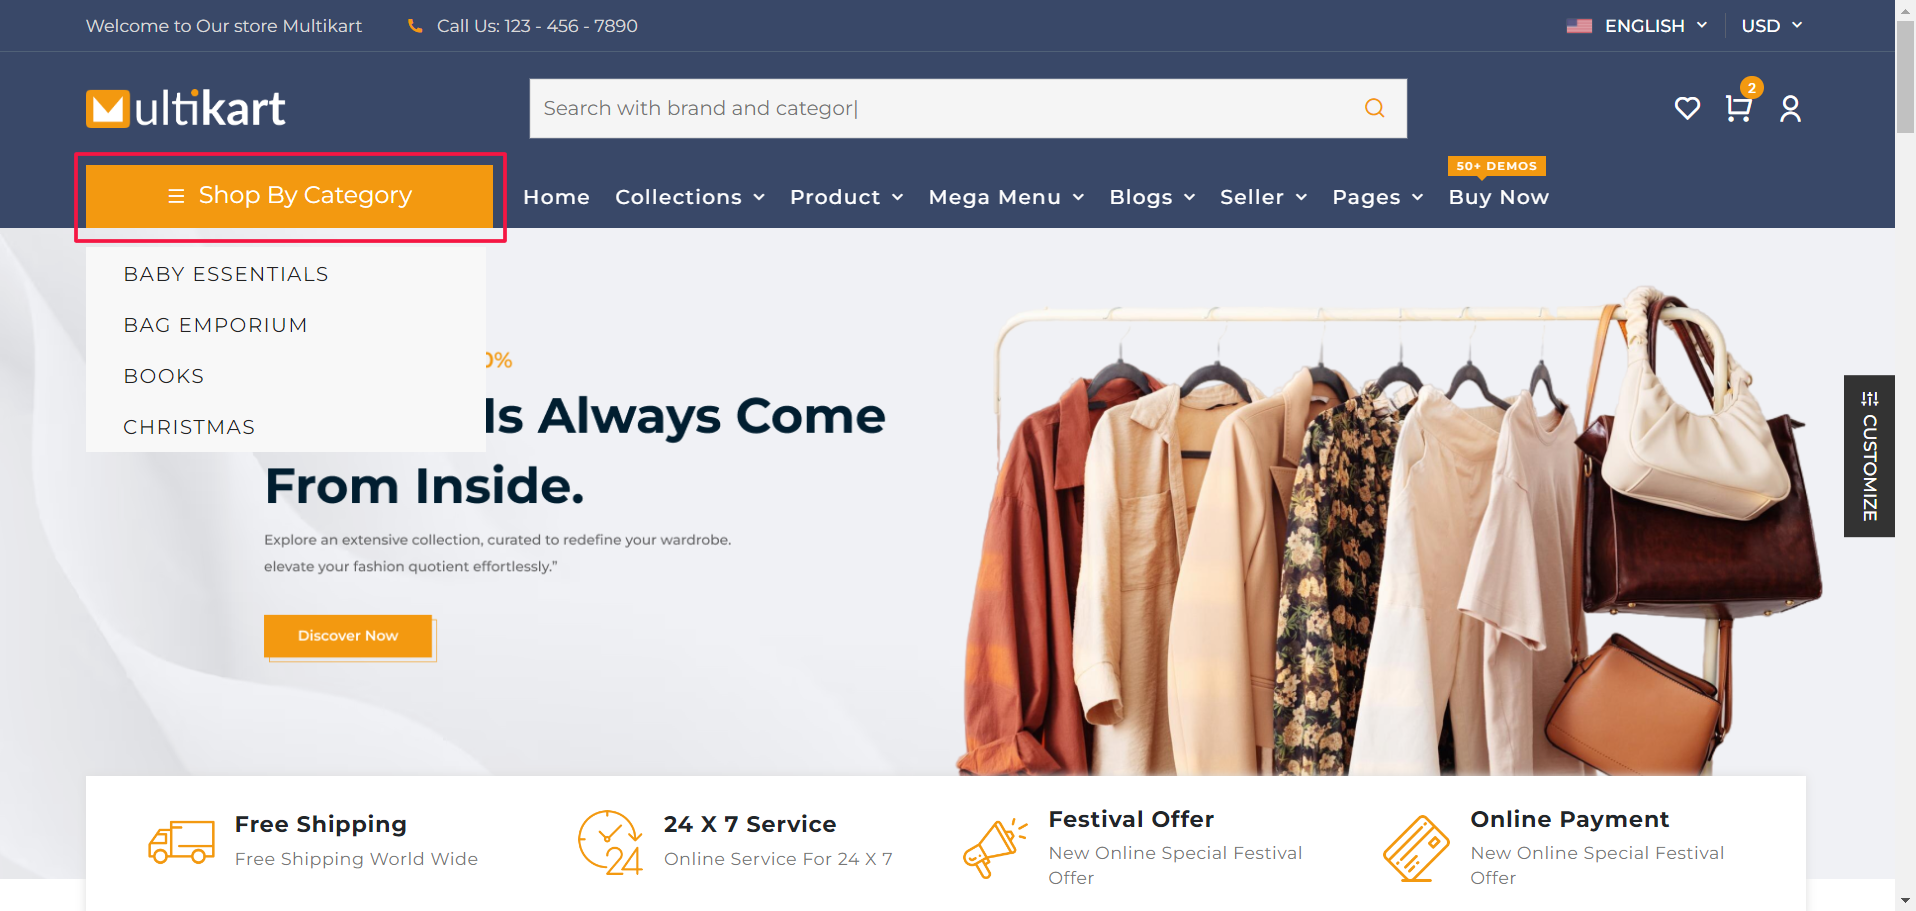 Welcome to Our store Multikart
Call Us: 123 - 456 - 7890
ENGLISH
USD
Multikart
Search with brand and categor|
2
Shop By Category
Home
Collections
Product
Mega Menu
Blogs
Seller
Pages
50+ DEMOS
Buy Now
BABY ESSENTIALS
BAG EMPORIUM
BOOKS
CHRISTMAS
0%
Is Always Come
From Inside.
Explore an extensive collection, curated to redefine your wardrobe.
elevate your fashion quotient effortlessly.”
Discover Now
CUSTOMIZE
Free Shipping
Free Shipping World Wide
24
24 X 7 Service
Online Service For 24 X 7
Festival Offer
New Online Special Festival
Offer
Online Payment
New Online Special Festival
Offer